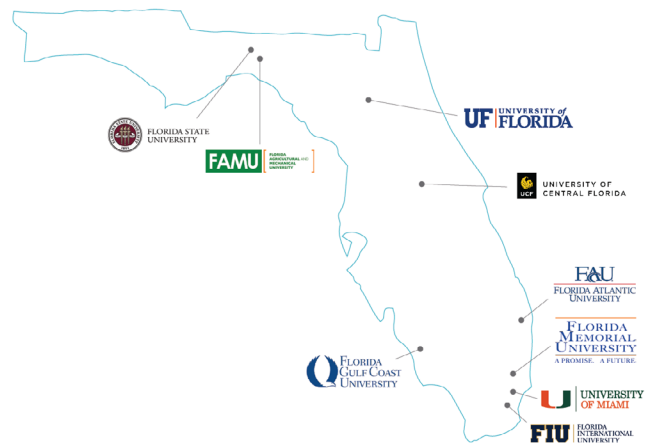 FLORIDA STATE
UNIVERSITY
FAMU
FLORIDA
AGRICULTURAL AND
MECHANICAL
UNIVERSITY
UF UNIVERSITY of
FLORIDA
UCF
UNIVERSITY OF
CENTRAL FLORIDA
FAU
FLORIDA ATLANTIC
UNIVERSITY
FLORIDA
MEMORIAL
UNIVERSITY
A PROMISE. A FUTURE.
FLORIDA
GULF COAST
UNIVERSITY
U UNIVERSITY
OF MIAMI
FIU
FLORIDA
INTERNATIONAL
UNIVERSITY